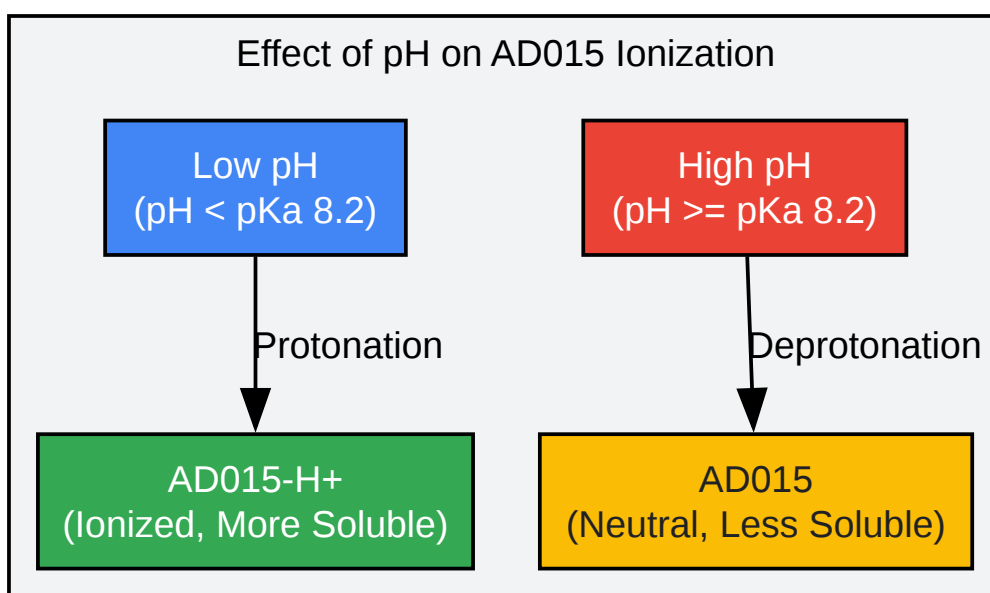 Effect of pH on AD015 Ionization
Low pH
(pH < pKa 8.2)
High pH
(pH >= pKa 8.2)
Protonation
Deprotonation
AD015-H+
(Ionized, More Soluble)
AD015
(Neutral, Less Soluble)